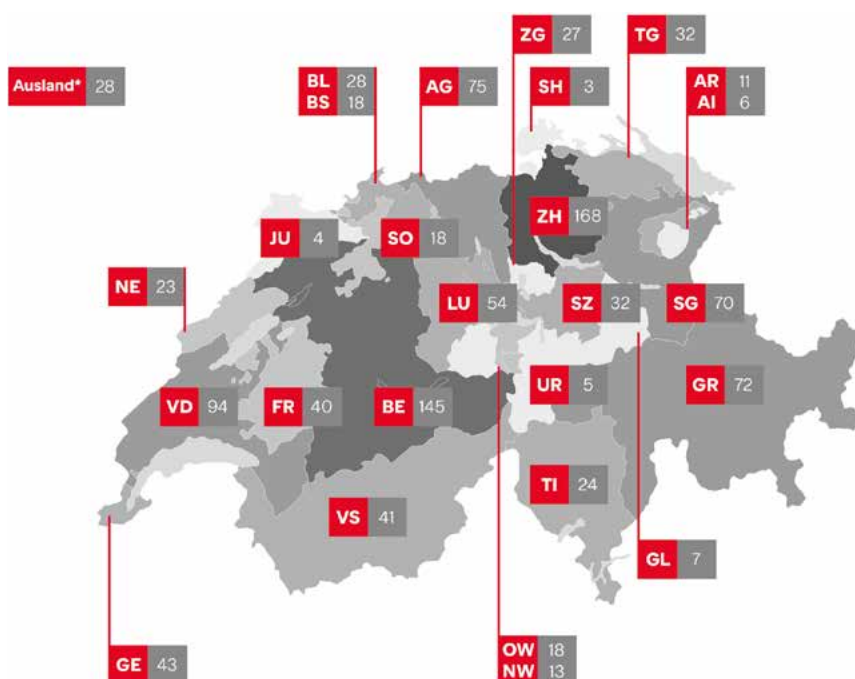 ZG 27
TG 32
Ausland* 28
BL 28
BS 18
AG 75
SH 3
AR 11
AI 6
ZH 168
JU 4
SO 18
NE 23
LU 54
SZ 32
SG 70
VD 94
FR 40
BE 145
UR 5
GR 72
VS 41
TI 24
GL 7
GE 43
OW 18
NW 13